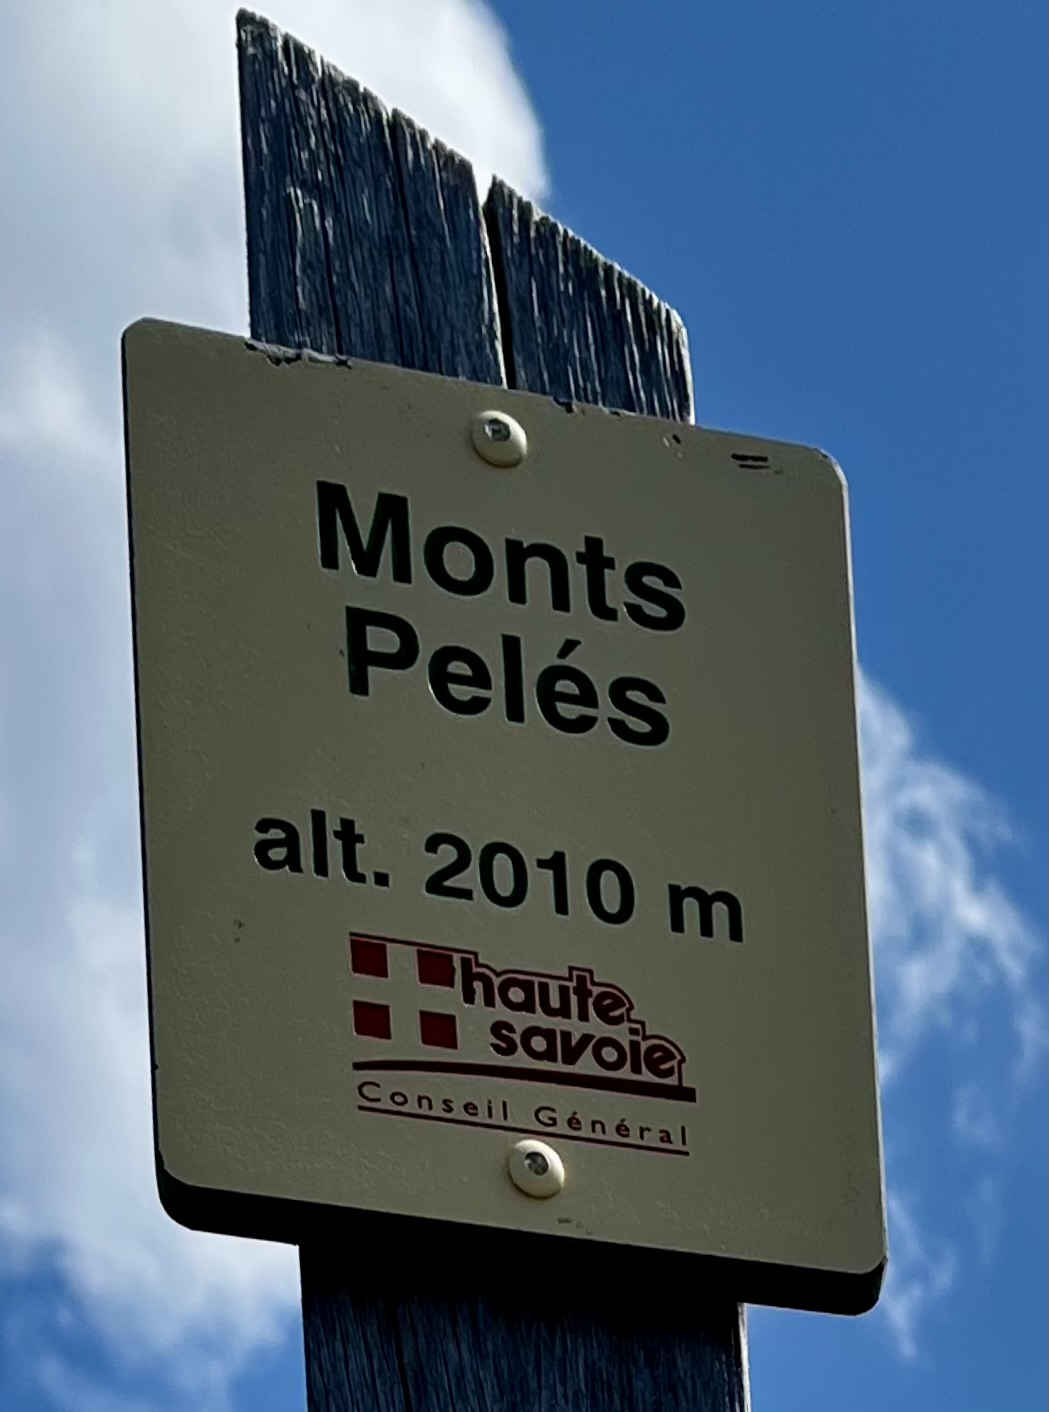 Monts
Pelés
alt. 2010 m
haute
savoie
Conseil Général